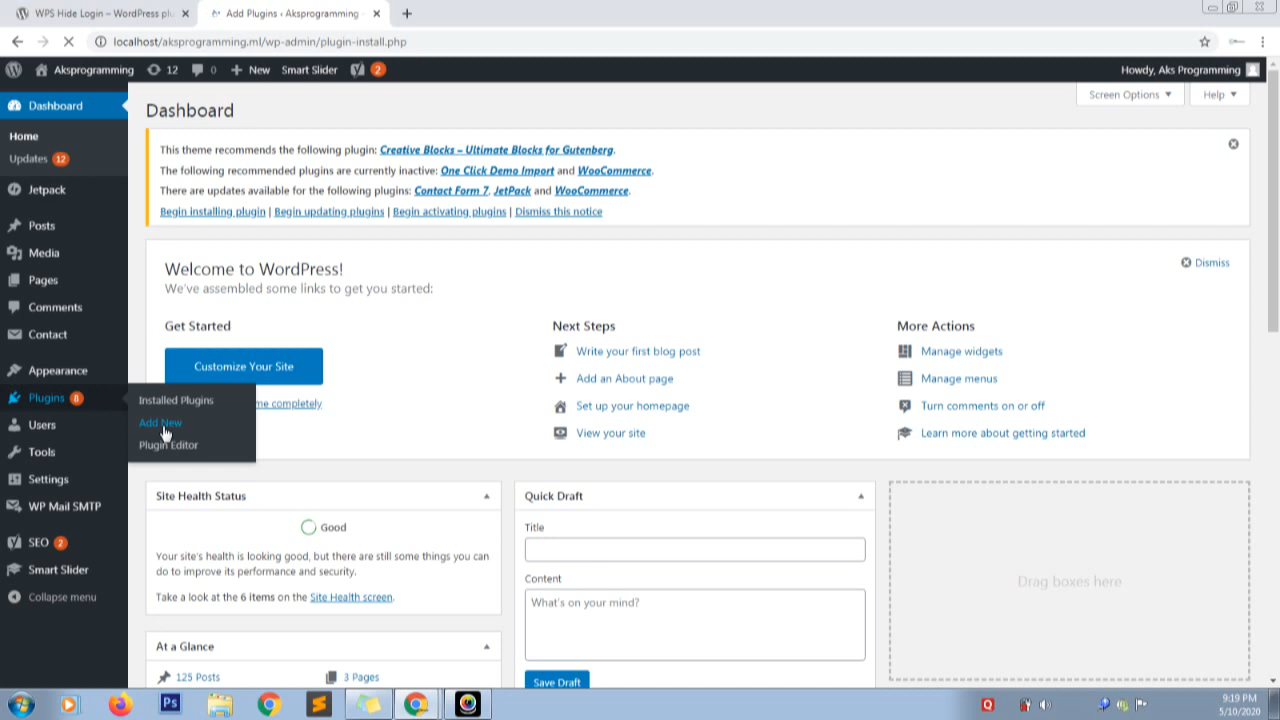 WPS Hide Login – WordPress plu
Add Plugins ‹ Aksprogramming
localhost/aksprogramming.ml/wp-admin/plugin-install.php
Aksprogramming
12
0
New
Smart Slider
2
Howdy, Aks Programming
Dashboard
Home
Updates 12
Jetpack
Posts
Media
Pages
Comments
Contact
Appearance
Plugins 8
Users
Tools
Settings
WP Mail SMTP
SEO 2
Smart Slider
Collapse menu
Installed Plugins
Add New
Plugin Editor
Dashboard
Screen Options
Help
This theme recommends the following plugin: Creative Blocks – Ultimate Blocks for Gutenberg.
The following recommended plugins are currently inactive: One Click Demo Import and WooCommerce.
There are updates available for the following plugins: Contact Form 7, JetPack and WooCommerce.
Begin installing plugin | Begin updating plugins | Begin activating plugins | Dismiss this notice
Welcome to WordPress!
We've assembled some links to get you started:
Dismiss
Get Started
Customize Your Site
me completely
Next Steps
Write your first blog post
Add an About page
Set up your homepage
View your site
More Actions
Manage widgets
Manage menus
Turn comments on or off
Learn more about getting started
Site Health Status
Good
Your site's health is looking good, but there are still some things you can
do to improve its performance and security.
Take a look at the 6 items on the Site Health screen.
At a Glance
125 Posts
3 Pages
Quick Draft
Title
Content
What's on your mind?
Save Draft
Drag boxes here
Ps
9:19 PM
5/10/2020